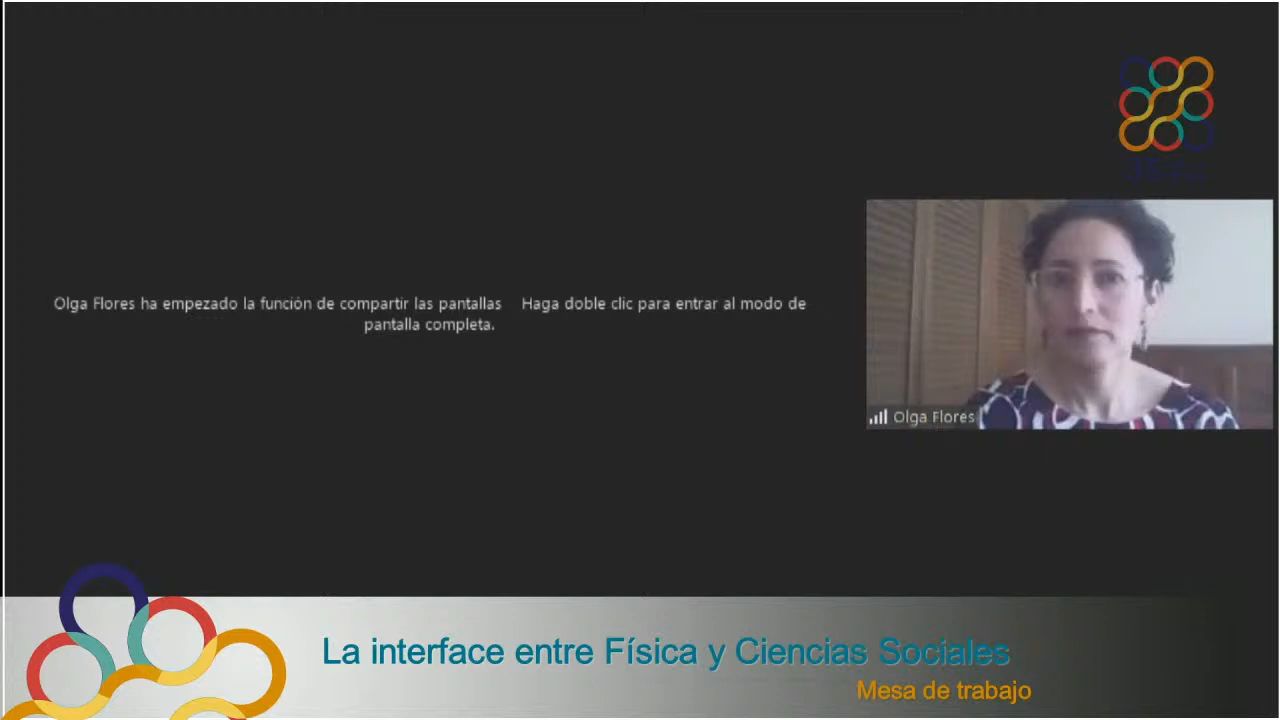 Olga Flores ha empezado la función de compartir las pantallas
pantalla completa.
Haga doble clic para entrar al modo de
Olga Flores
La interface entre Física y Ciencias Sociales
Mesa de trabajo